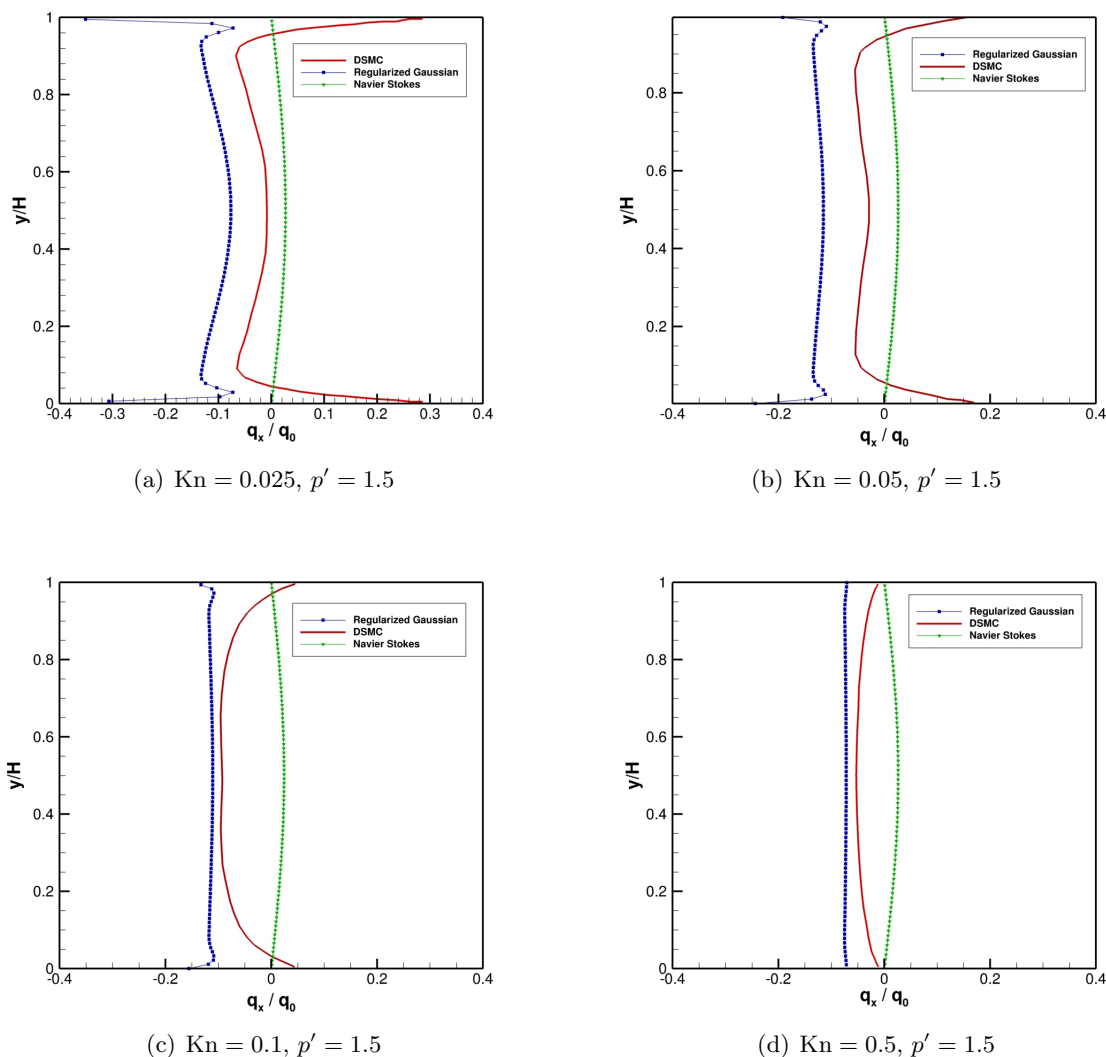 1
0.8
0.6
0.4
0.2
0
y/H
DSMC
Regularized Gaussian
Navier Stokes
-0.4 -0.3 -0.2 -0.1 0 0.1 0.2 0.3 0.4
q_x / q_0
(a) Kn = 0.025, p′ = 1.5
1
0.8
0.6
0.4
0.2
0
y/H
DSMC
Regularized Gaussian
Navier Stokes
-0.4 -0.2 0 0.2 0.4
q_x / q_0
(b) Kn = 0.05, p′ = 1.5
1
0.8
0.6
0.4
0.2
0
y/H
Regularized Gaussian
DSMC
Navier Stokes
-0.4 -0.2 0 0.2 0.4
q_x / q_0
(c) Kn = 0.1, p′ = 1.5
1
0.8
0.6
0.4
0.2
0
y/H
Regularized Gaussian
DSMC
Navier Stokes
-0.4 -0.2 0 0.2 0.4
q_x / q_0
(d) Kn = 0.5, p′ = 1.5